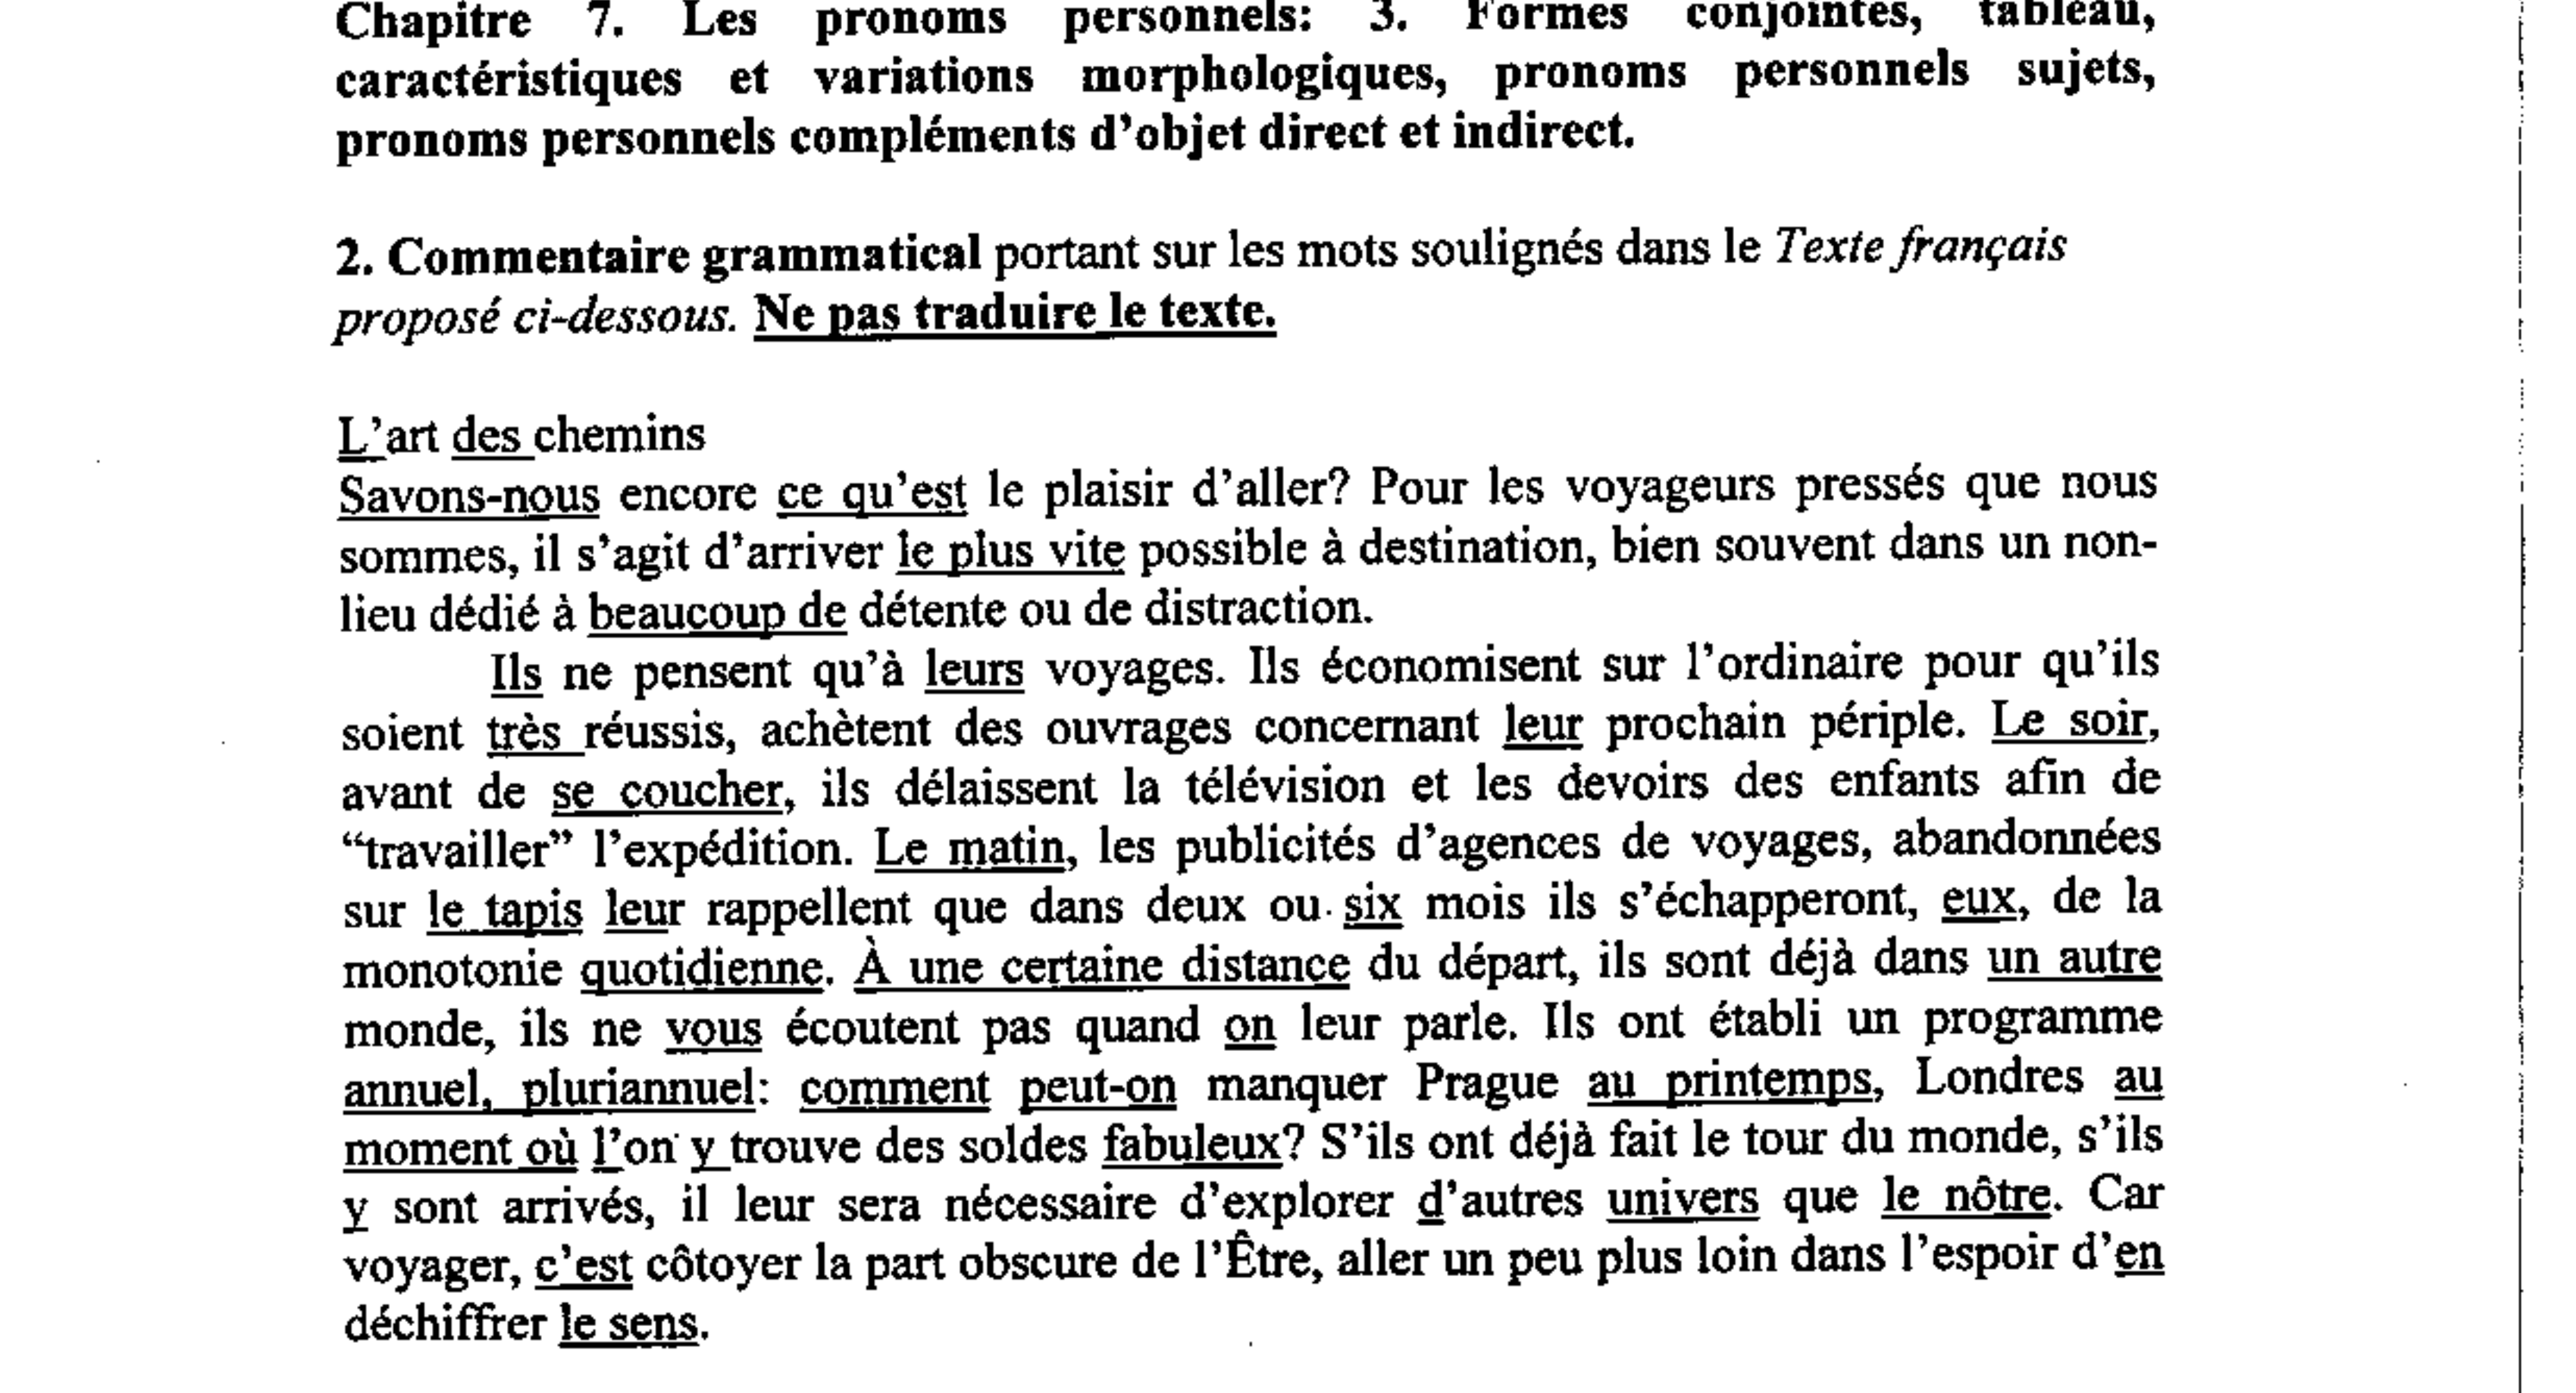 Chapitre 7. Les pronoms personnels: 3. Formes conjointes, tableau,
caractéristiques et variations morphologiques, pronoms personnels sujets,
pronoms personnels compléments d'objet direct et indirect.
2. Commentaire grammatical portant sur les mots soulignés dans le Texte français
proposé ci-dessous. Ne pas traduire le texte.
L'art des chemins
Savons-nous encore ce qu'est le plaisir d'aller? Pour les voyageurs pressés que nous
sommes, il s'agit d'arriver le plus vite possible à destination, bien souvent dans un non-
lieu dédié à beaucoup de détente ou de distraction.
Ils ne pensent qu'à leurs voyages. Ils économisent sur l'ordinaire pour qu'ils
soient très réussis, achètent des ouvrages concernant leur prochain périple. Le soir,
avant de se coucher, ils délaissent la télévision et les devoirs des enfants afin de
“travailler” l'expédition. Le matin, les publicités d'agences de voyages, abandonnées
sur le tapis leur rappellent que dans deux ou six mois ils s'échapperont, eux, de la
monotonie quotidienne. À une certaine distance du départ, ils sont déjà dans un autre
monde, ils ne vous écoutent pas quand on leur parle. Ils ont établi un programme
annuel, pluriannuel: comment peut-on manquer Prague au printemps, Londres au
moment où l'on y trouve des soldes fabuleux? S'ils ont déjà fait le tour du monde, s'ils
y sont arrivés, il leur sera nécessaire d'explorer d'autres univers que le nôtre. Car
voyager, c'est côtoyer la part obscure de l'Être, aller un peu plus loin dans l'espoir d'en
déchiffrer le sens.